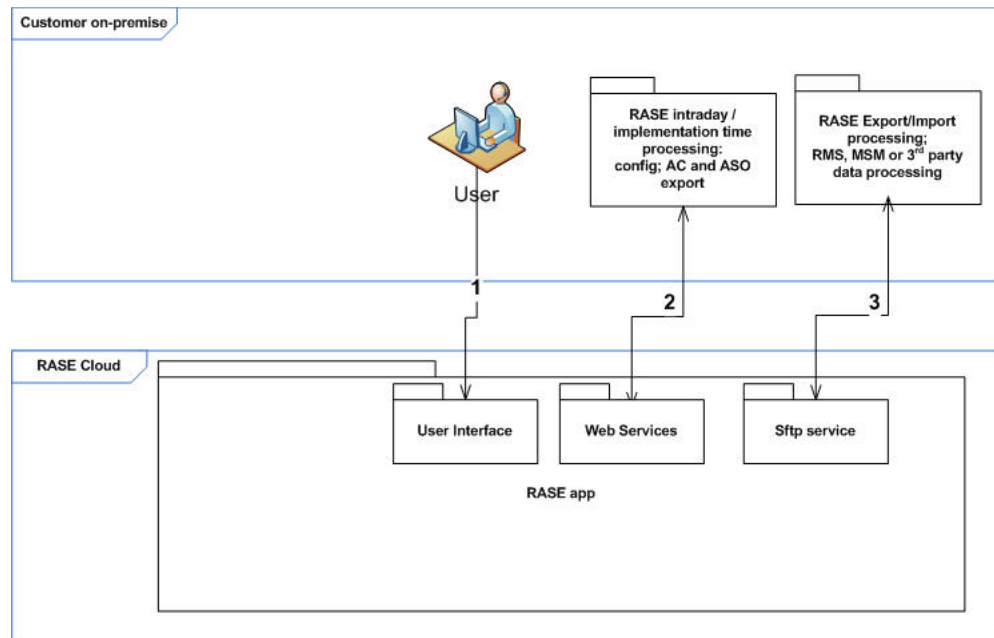 Customer on-premise
User
RASE intraday /
implementation time
processing:
config; AC and ASO
export
RASE Export/Import
processing;
RMS, MSM or 3rd party
data processing
1
2
3
RASE Cloud
User Interface
Web Services
Sftp service
RASE app